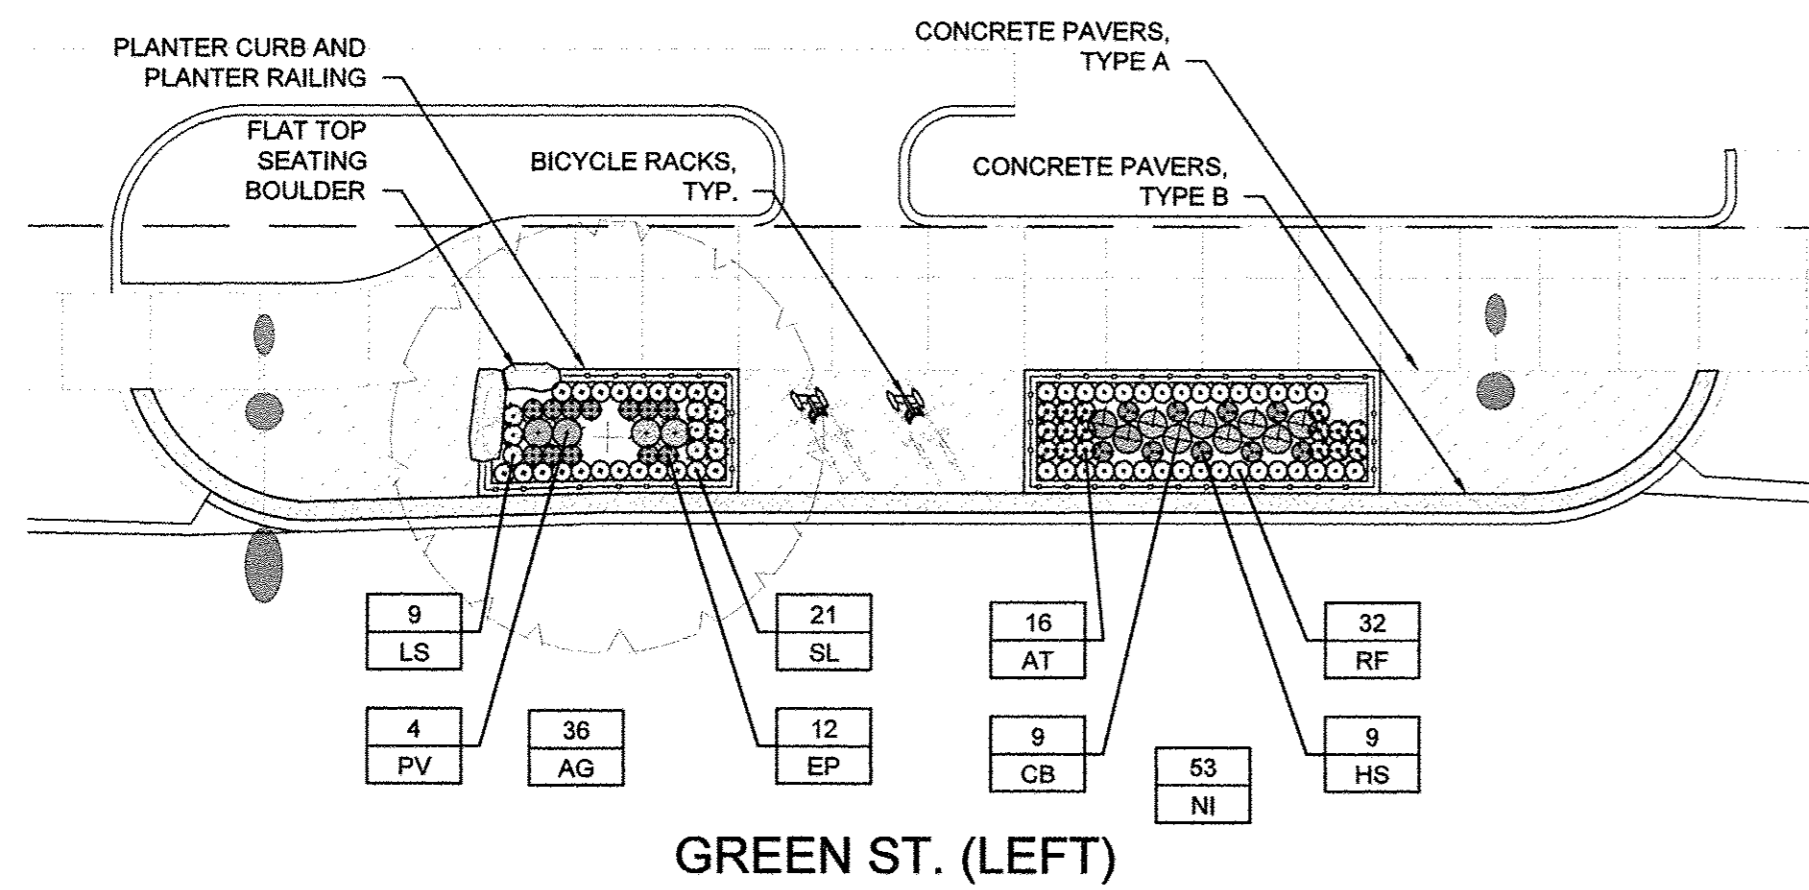 PLANTER CURB AND
PLANTER RAILING
CONCRETE PAVERS,
TYPE A
FLAT TOP
SEATING
BOULDER
BICYCLE RACKS,
TYP.
CONCRETE PAVERS,
TYPE B
9
LS
21
SL
16
AT
32
RF
4
PV
36
AG
12
EP
9
CB
53
NI
9
HS
GREEN ST. (LEFT)